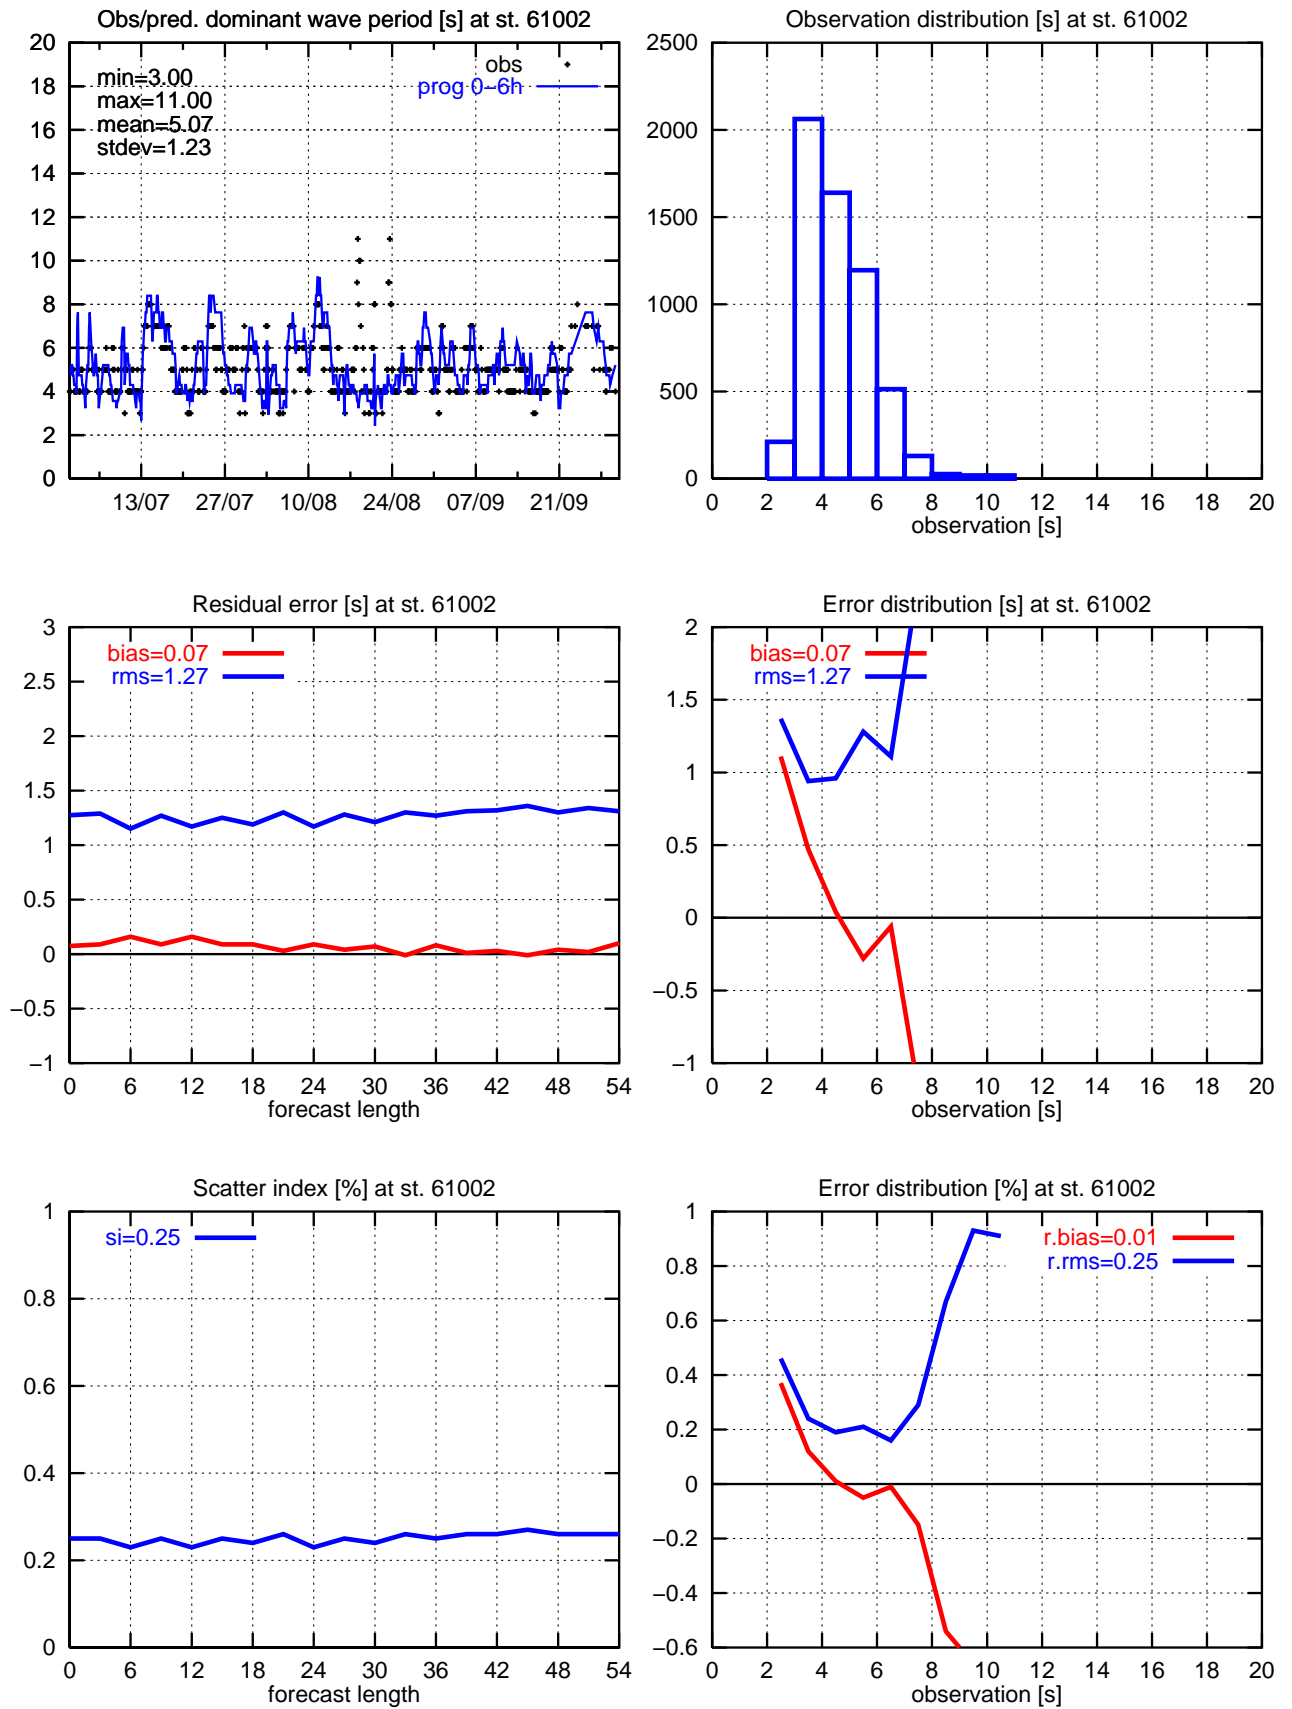 Obs/pred. dominant wave period [s] at st. 61002
20
18
16
14
12
10
8
6
4
2
0
min=3.00
max=11.00
mean=5.07
stdev=1.23
obs
prog 0−6h
13/07 27/07 10/08 24/08 07/09 21/09
Observation distribution [s] at st. 61002
2500
2000
1500
1000
500
0
0 2 4 6 8 10 12 14 16 18 20
observation [s]
Residual error [s] at st. 61002
3
2.5
2
1.5
1
0.5
0
−0.5
−1
bias=0.07
rms=1.27
0 6 12 18 24 30 36 42 48 54
forecast length
Error distribution [s] at st. 61002
2
1.5
1
0.5
0
−0.5
−1
bias=0.07
rms=1.27
0 2 4 6 8 10 12 14 16 18 20
observation [s]
Scatter index [%] at st. 61002
1
0.8
0.6
0.4
0.2
0
si=0.25
0 6 12 18 24 30 36 42 48 54
forecast length
Error distribution [%] at st. 61002
1
0.8
0.6
0.4
0.2
0
−0.2
−0.4
−0.6
r.bias=0.01
r.rms=0.25
0 2 4 6 8 10 12 14 16 18 20
observation [s]